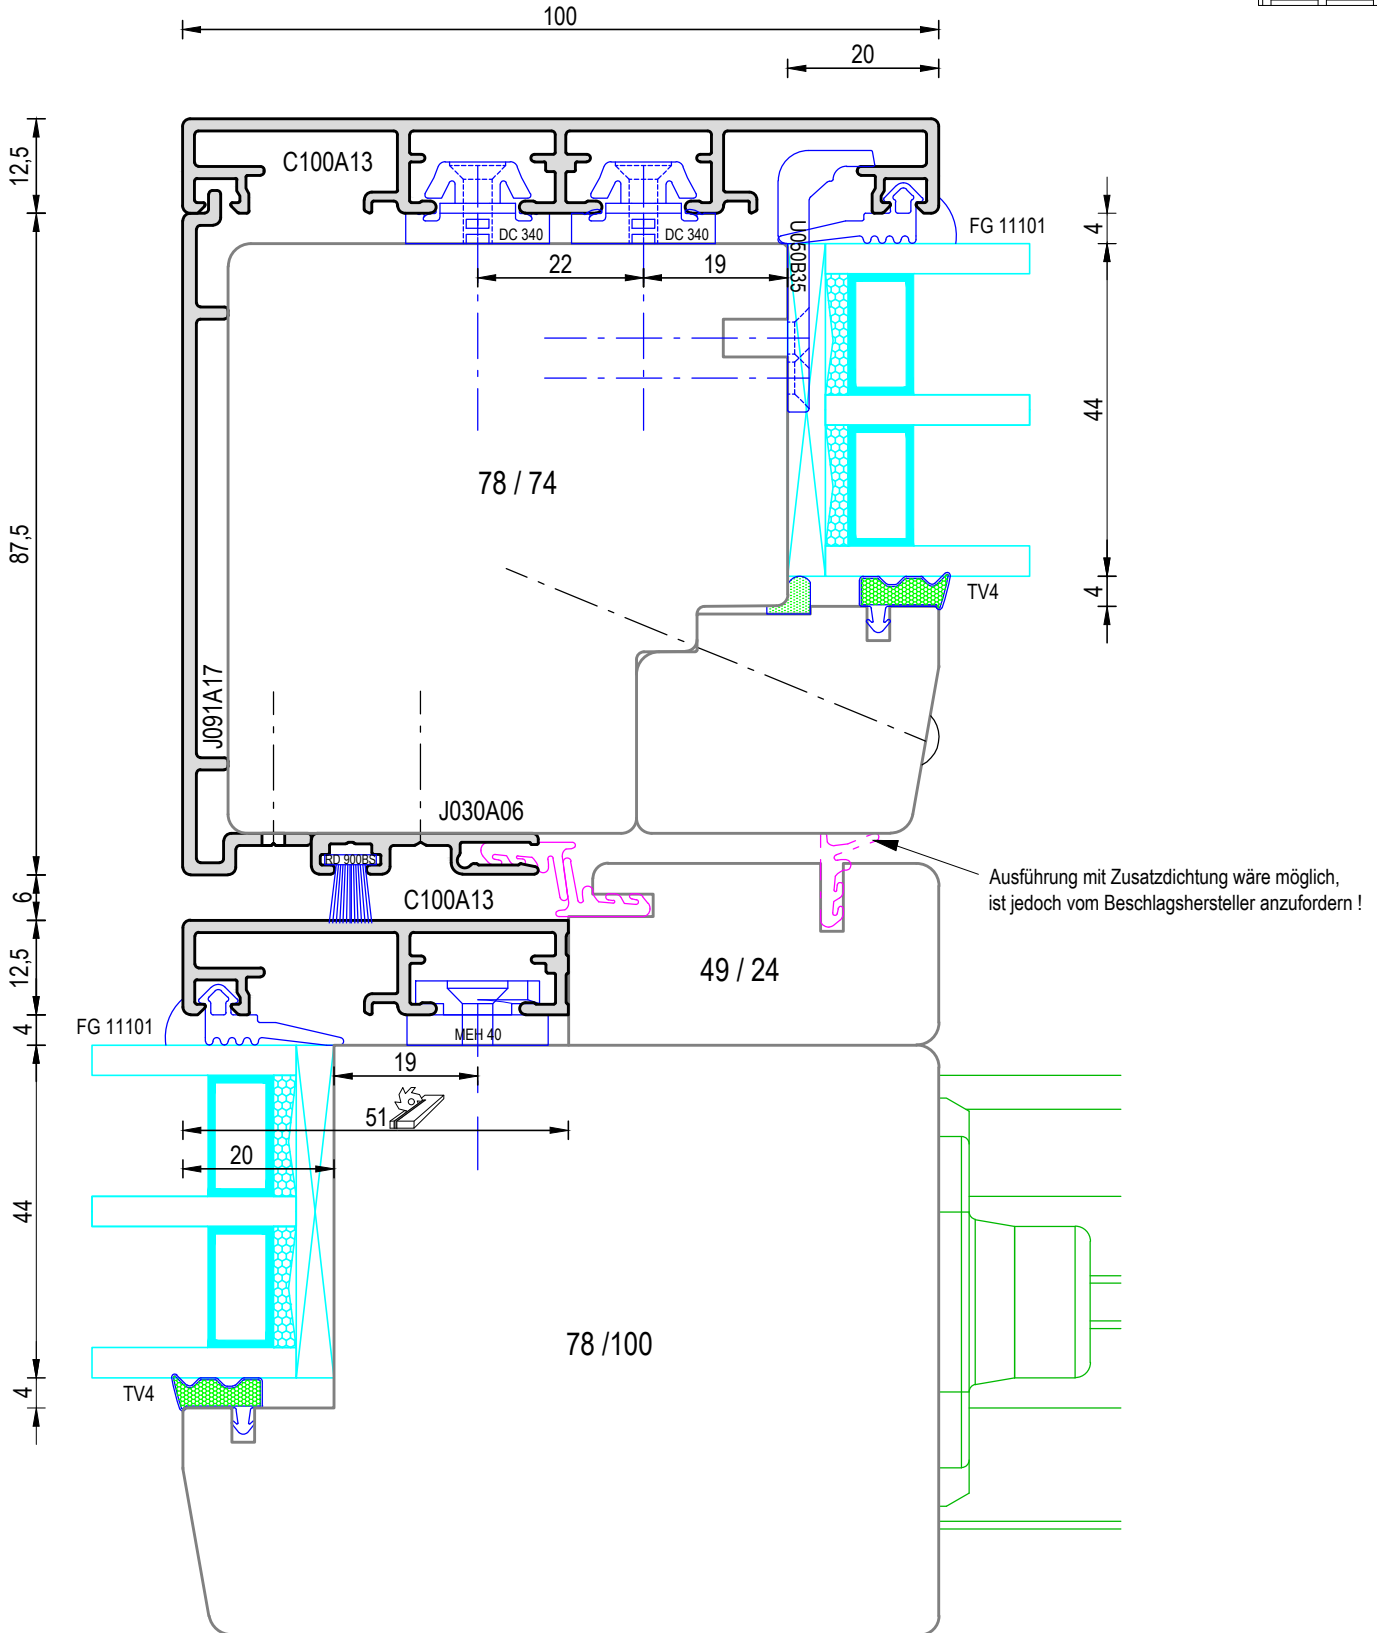 100
20
12,5
C100A13
FG 11101
4
DC 340
DC 340
U050B35
22
19
44
78 / 74
87,5
TV4
4
J091A17
J030A06
RD 900BS
Ausführung mit Zusatzdichtung wäre möglich,
ist jedoch vom Beschlagshersteller anzufordern !
6
C100A13
12,5
49 / 24
4
FG 11101
MEH 40
19
51
20
44
78 /100
TV4
4